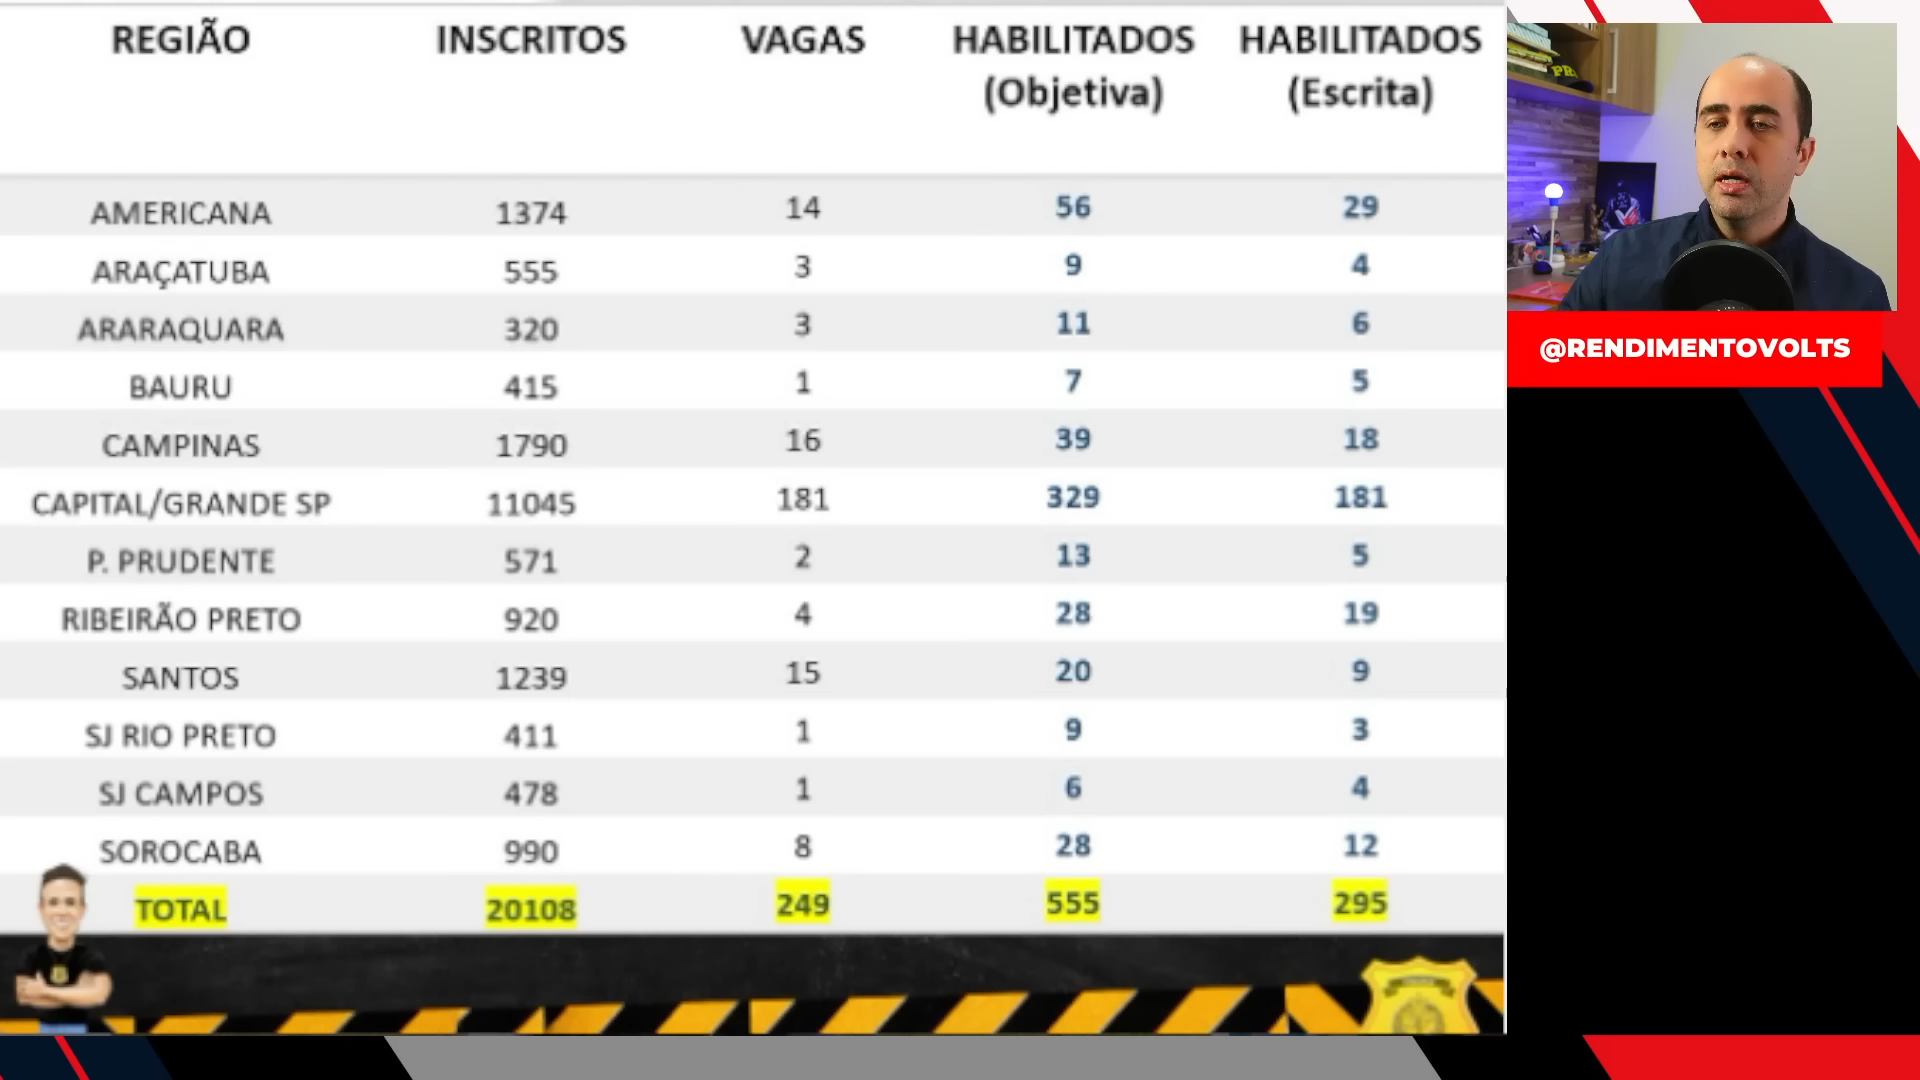 REGIÃO INSCRITOS VAGAS HABILITADOS (Objetiva) HABILITADOS (Escrita)
AMERICANA 1374 14 56 29
ARAÇATUBA 555 3 9 4
ARARAQUARA 320 3 11 6
BAURU 415 1 7 5
CAMPINAS 1790 16 39 18
CAPITAL/GRANDE SP 11045 181 329 181
P. PRUDENTE 571 2 13 5
RIBEIRÃO PRETO 920 4 28 19
SANTOS 1239 15 20 9
SJ RIO PRETO 411 1 9 3
SJ CAMPOS 478 1 6 4
SOROCABA 990 8 28 12
TOTAL 20108 249 555 295
@RENDIMENTOVOLTS